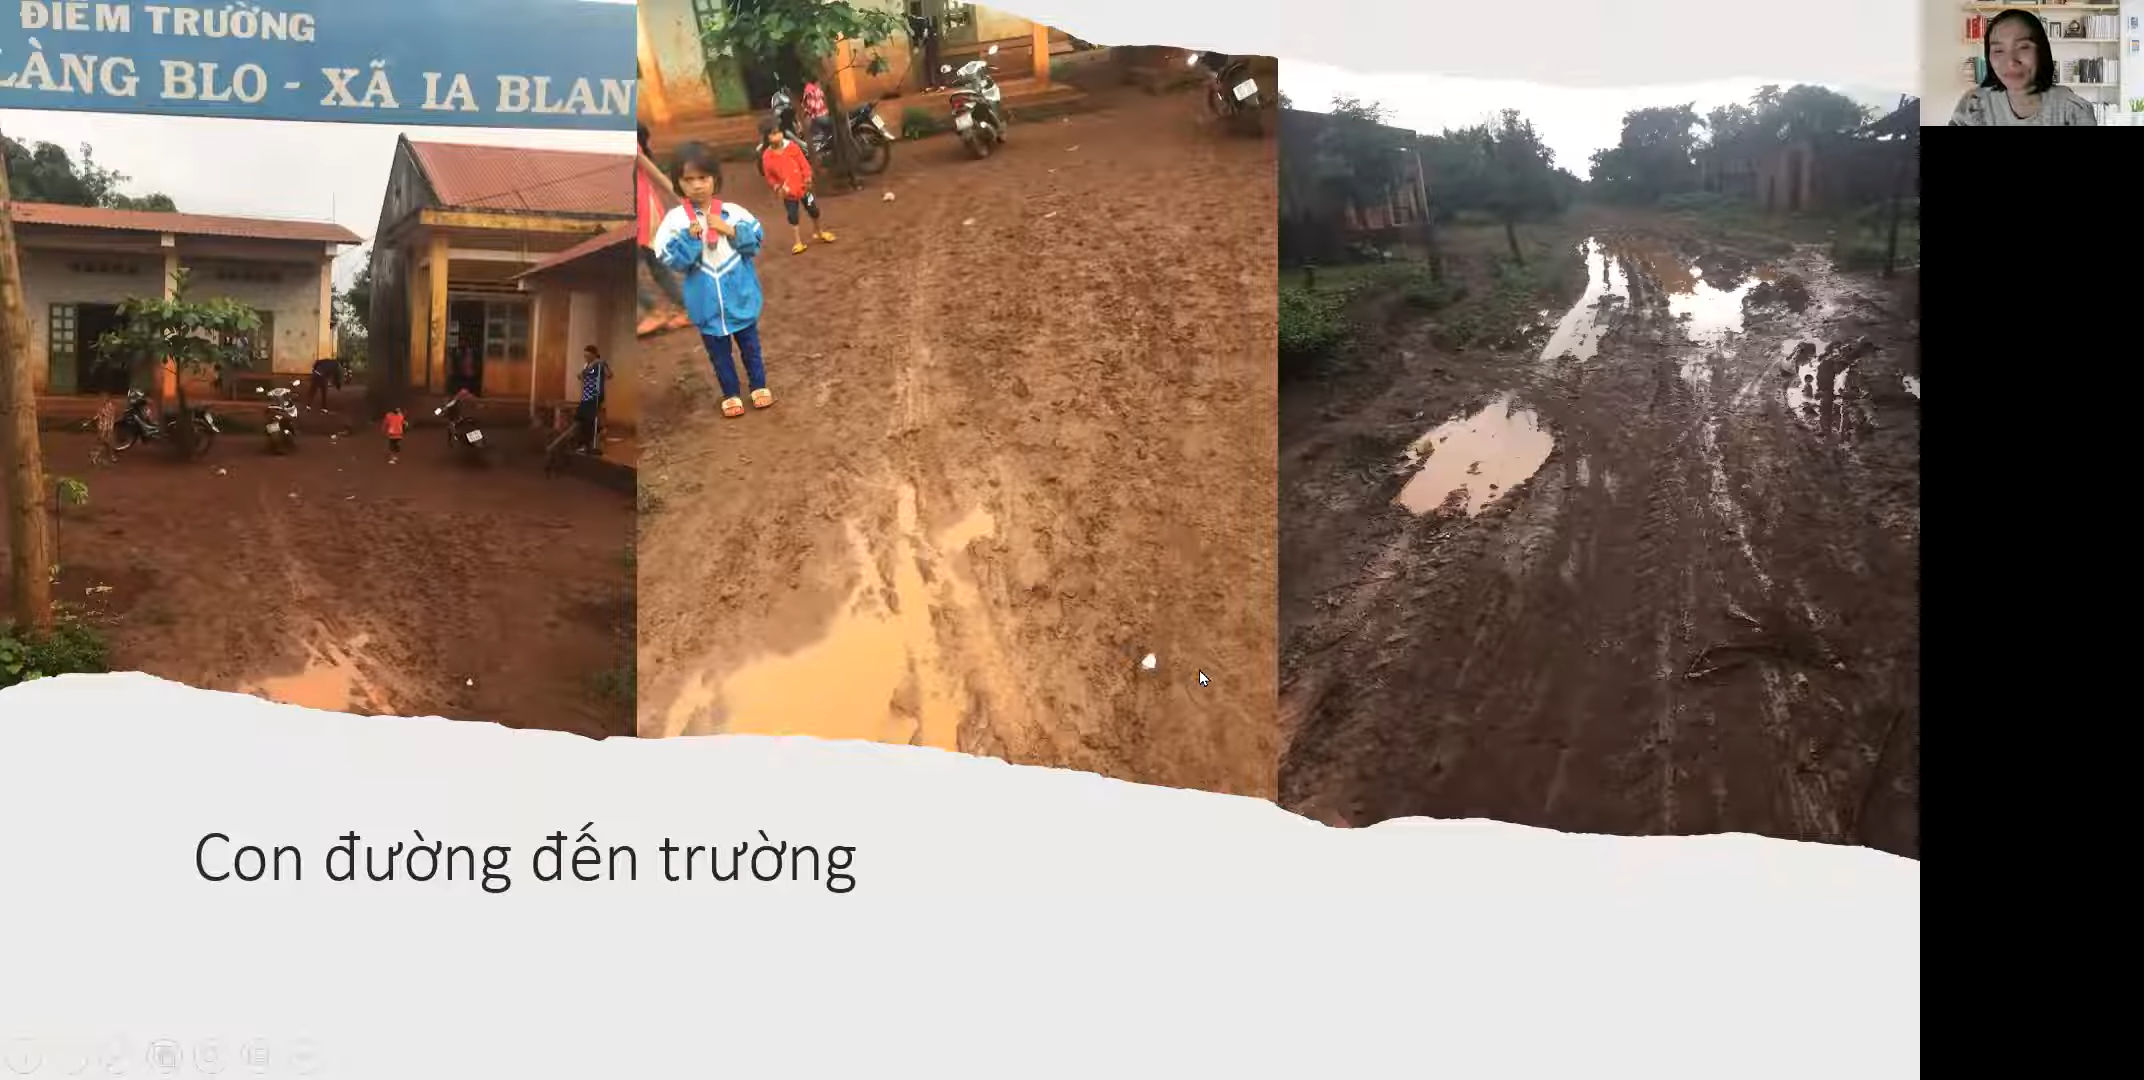 ĐIỂM TRƯỜNG
LÀNG BLO - XÃ IA BLAN
Con đường đến trường